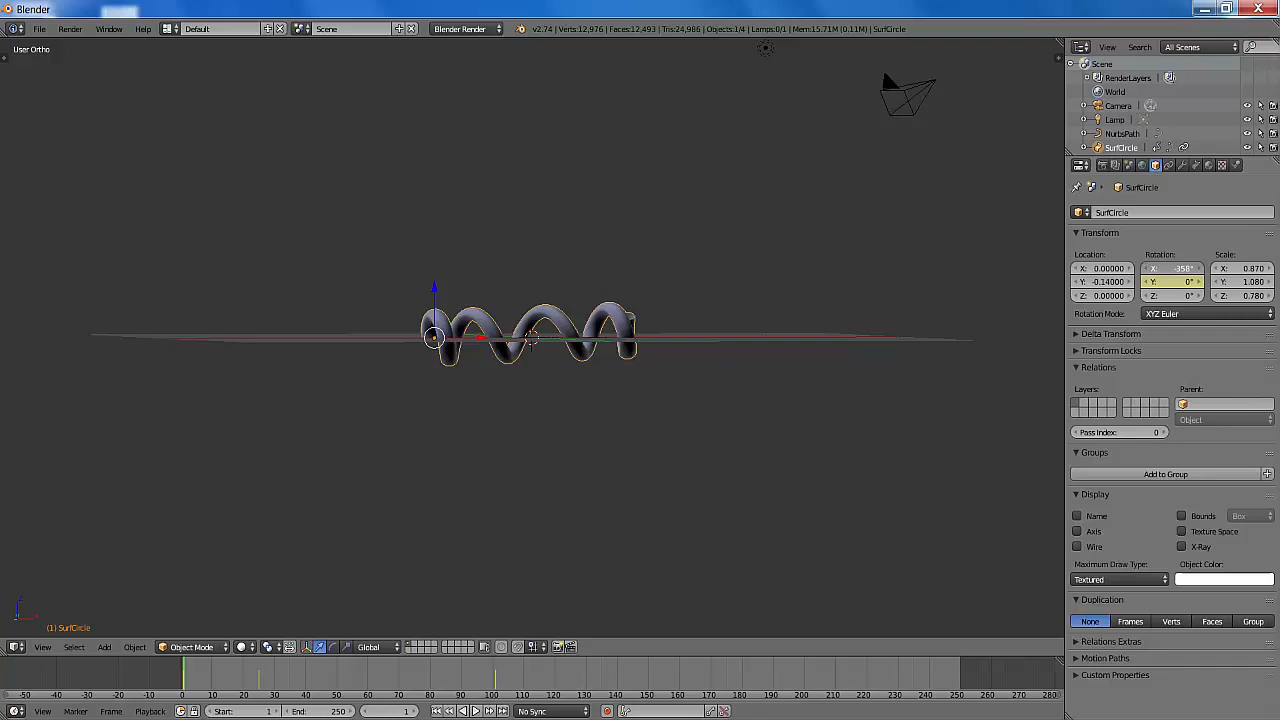 Blender
File Render Window Help Default Scene Blender Render v2.74 | Verts:12,976 | Faces:12,493 | Tris:24,986 | Objects:1/4 | Lamps:0/1 | Mem:15.71M (0.11M) | SurfCircle
User Ortho
View Search All Scenes
Scene
RenderLayers
World
Camera
Lamp
NurbsPath
SurfCircle
SurfCircle
SurfCircle
Transform
Location: Rotation: Scale:
X: 0.00000 X: -358° X: 0.870
Y: -0.14000 Y: 0° Y: 1.080
Z: 0.00000 Z: 0° Z: 0.780
Rotation Mode: XYZ Euler
Delta Transform
Transform Locks
Relations
Layers: Parent:
Object
Pass Index: 0
Groups
Add to Group
Display
Name Bounds Box
Axis Texture Space
Wire X-Ray
Maximum Draw Type: Object Color:
Textured
Duplication
None Frames Verts Faces Group
Relations Extras
Motion Paths
Custom Properties
(1) SurfCircle
View Select Add Object Object Mode Global
-50 -40 -30 -20 -10 0 10 20 30 40 50 60 70 80 90 100 110 120 130 140 150 160 170 180 190 200 210 220 230 240 250 260 270 280
View Marker Frame Playback Start: 1 End: 250 1 No Sync